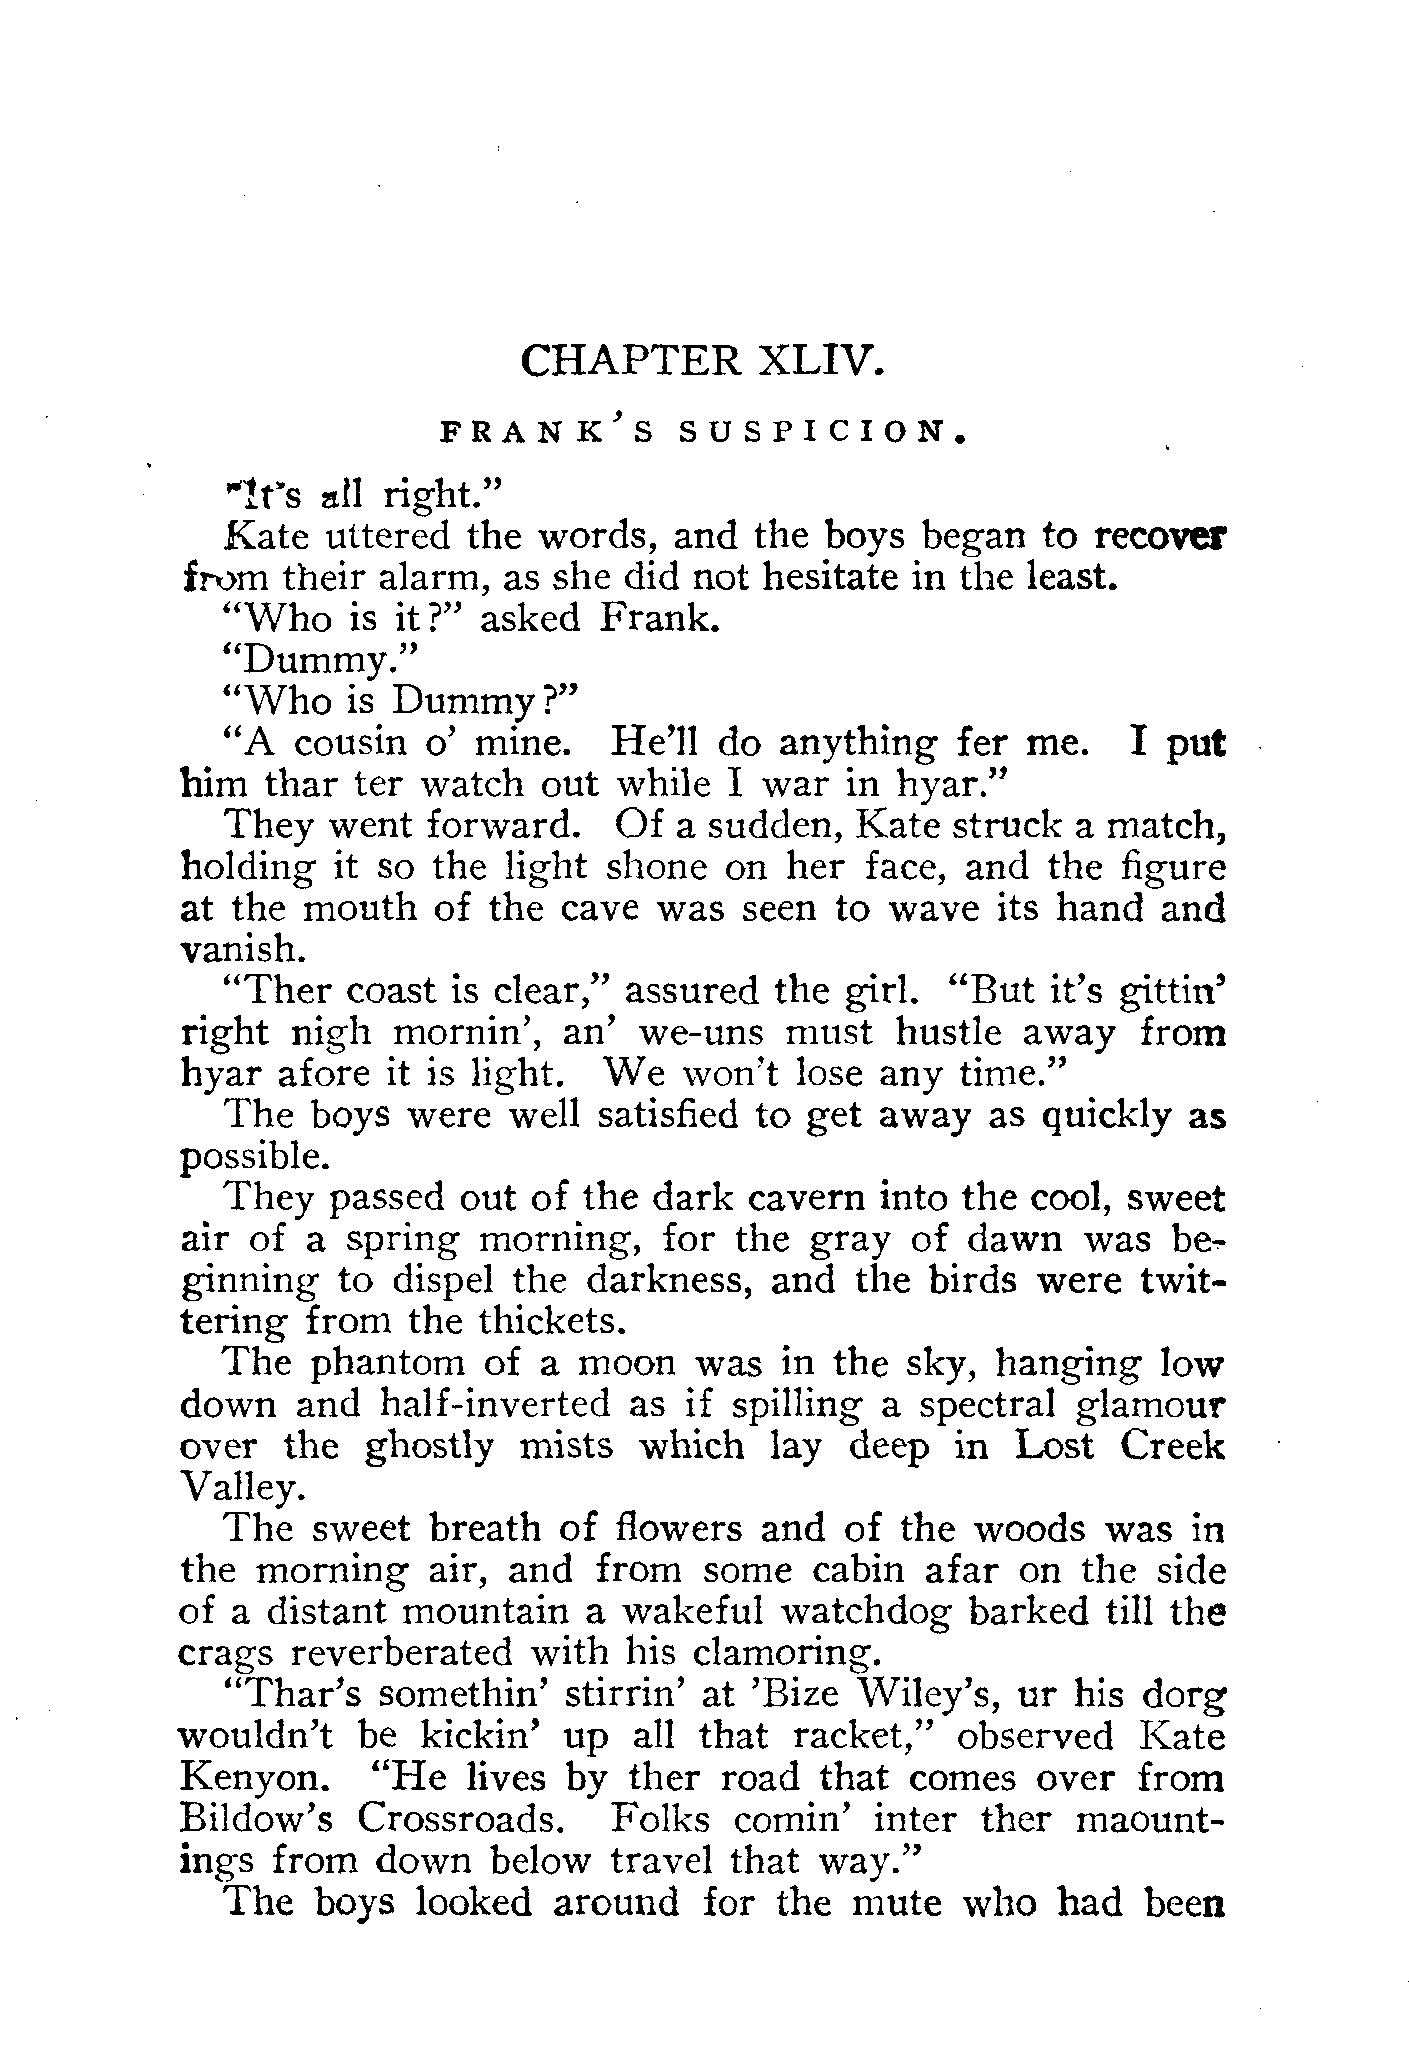 CHAPTER XLIV.
FRANK'S SUSPICION.
"It's all right."
Kate uttered the words, and the boys began to recover
from their alarm, as she did not hesitate in the least.
"Who is it?" asked Frank.
"Dummy."
"Who is Dummy?"
"A cousin o' mine. He'll do anything fer me. I put
him thar ter watch out while I war in hyar."
They went forward. Of a sudden, Kate struck a match,
holding it so the light shone on her face, and the figure
at the mouth of the cave was seen to wave its hand and
vanish.
"Ther coast is clear," assured the girl. "But it's gittin'
right nigh mornin', an' we-uns must hustle away from
hyar afore it is light. We won't lose any time."
The boys were well satisfied to get away as quickly as
possible.
They passed out of the dark cavern into the cool, sweet
air of a spring morning, for the gray of dawn was be-
ginning to dispel the darkness, and the birds were twit-
tering from the thickets.
The phantom of a moon was in the sky, hanging low
down and half-inverted as if spilling a spectral glamour
over the ghostly mists which lay deep in Lost Creek
Valley.
The sweet breath of flowers and of the woods was in
the morning air, and from some cabin afar on the side
of a distant mountain a wakeful watchdog barked till the
crags reverberated with his clamoring.
"Thar's somethin' stirrin' at 'Bize Wiley's, ur his dorg
wouldn't be kickin' up all that racket," observed Kate
Kenyon. "He lives by ther road that comes over from
Bildow's Crossroads. Folks comin' inter ther maount-
ings from down below travel that way."
The boys looked around for the mute who had been